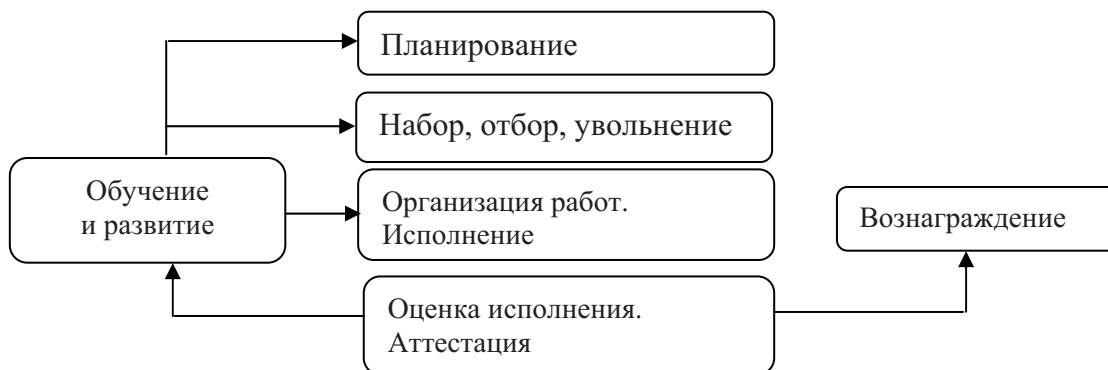 Планирование
Набор, отбор, увольнение
Обучение
и развитие
Организация работ.
Исполнение
Вознаграждение
Оценка исполнения.
Аттестация